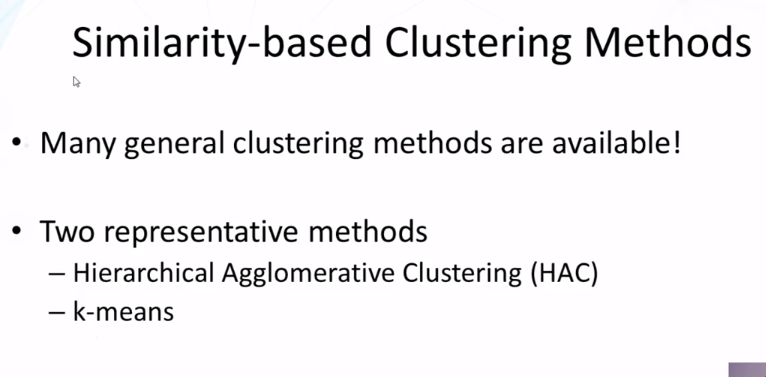 Similarity-based Clustering Methods
• Many general clustering methods are available!
• Two representative methods
– Hierarchical Agglomerative Clustering (HAC)
– k-means